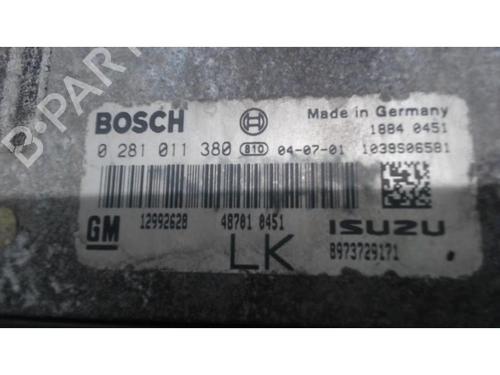 BOSCH Made in Germany
1884 0451
0 281 011 380 810 04-07-01 1039S06581
GM 12992628 48701 0451 ISUZU
LK 8973729171
B-PARTS